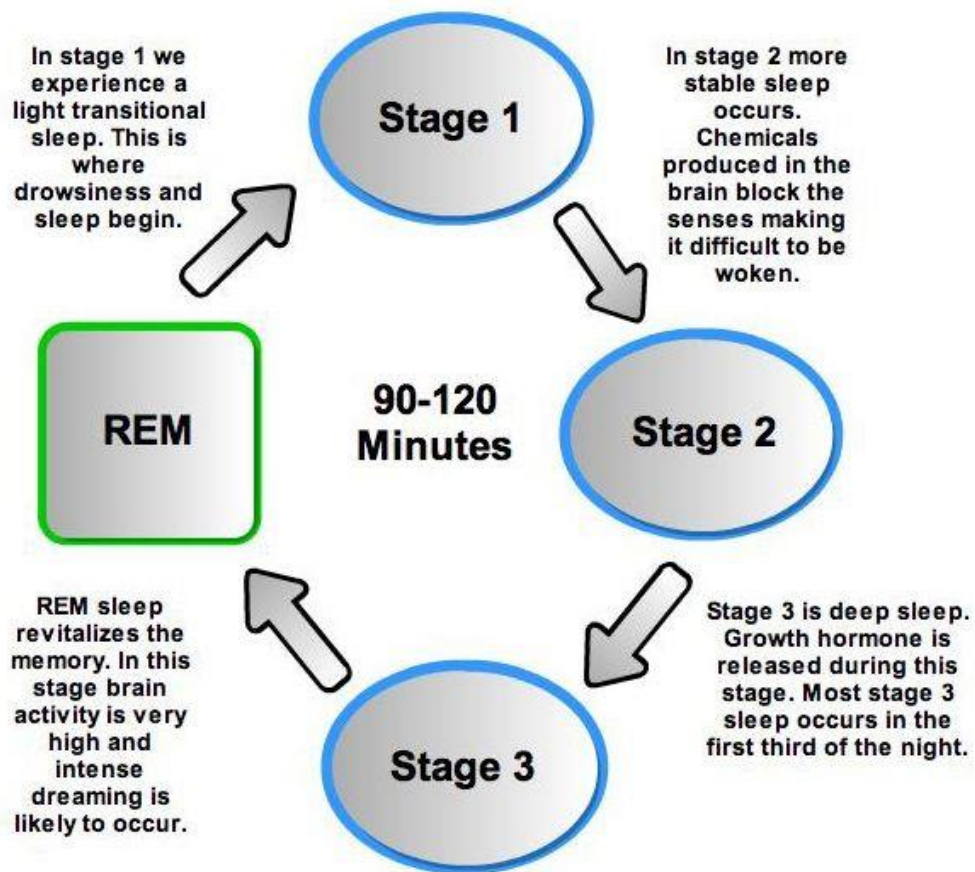 In stage 1 we
experience a
light transitional
sleep. This is
where
drowsiness and
sleep begin.
Stage 1
In stage 2 more
stable sleep
occurs.
Chemicals
produced in the
brain block the
senses making
it difficult to be
woken.
REM
90-120
Minutes
Stage 2
REM sleep
revitalizes the
memory. In this
stage brain
activity is very
high and
intense
dreaming is
likely to occur.
Stage 3
Stage 3 is deep sleep.
Growth hormone is
released during this
stage. Most stage 3
sleep occurs in the
first third of the night.